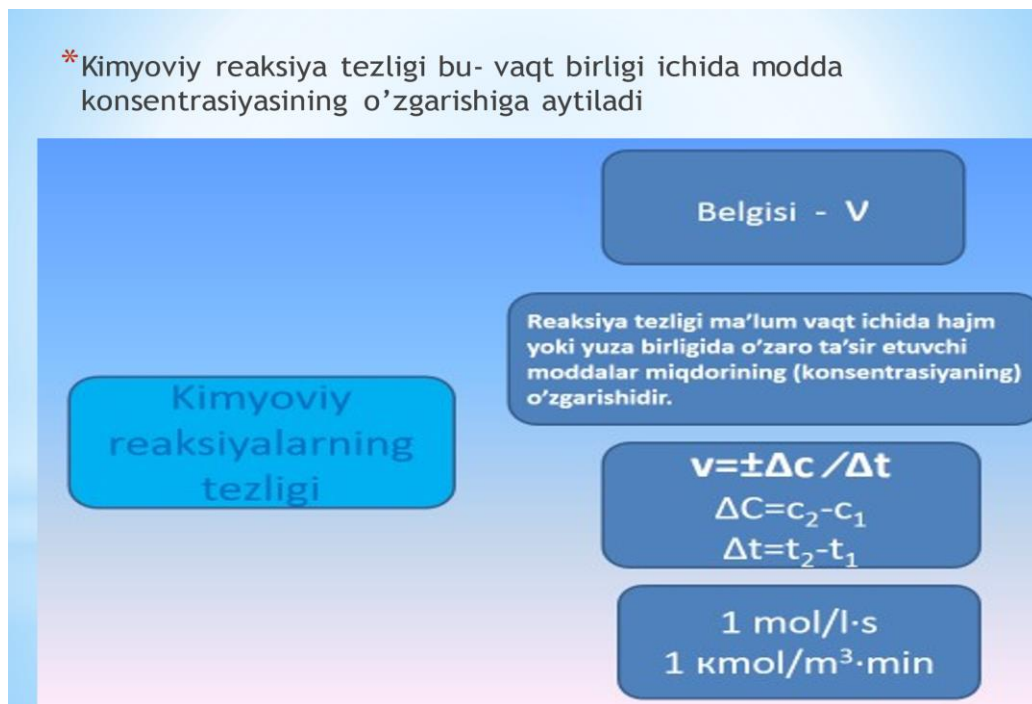 *Kimyoviy reaksiya tezligi bu- vaqt birligi ichida modda
konsentrasiyasining o’zgarishiga aytiladi
Kimyoviy
reaksiyalarning
tezligi
Belgisi - V
Reaksiya tezligi ma’lum vaqt ichida hajm
yoki yuza birligida o’zaro ta’sir etuvchi
moddalar miqdorining (konsentrasiyaning)
o’zgarishidir.
v=±Δc ∕Δt
ΔC=c₂-c₁
Δt=t₂-t₁
1 mol/l·s
1 кmol/m³·min